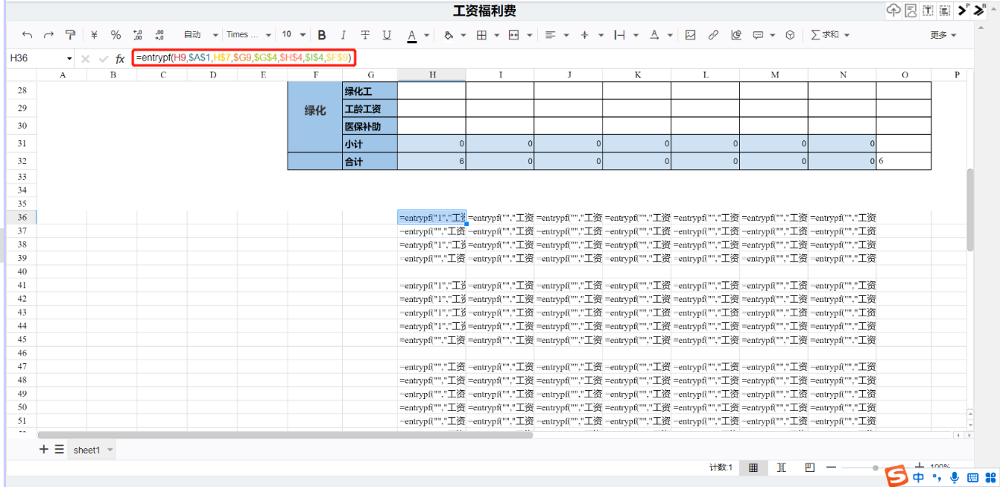 工资福利费
¥ % 自动 Times ... 10 B I T U A 求和 更多
H36 fx =entrypf(H9,$A$1,H$7,$G9,$G$4,$H$4,$I$4,$F$9)
A B C D E F G H I J K L M N O P
28 绿化工
29 绿化 工龄工资
30 医保补助
31 小计 0 0 0 0 0 0 0
32 合计 6 0 0 0 0 0 0 6
33
34
35
36 =entrypf("1","工资 =entrypf("","工资 =entrypf("","工资 =entrypf("","工资 =entrypf("","工资 =entrypf("","工资 =entrypf("","工资
37 =entrypf("","工资 =entrypf("","工资 =entrypf("","工资 =entrypf("","工资 =entrypf("","工资 =entrypf("","工资 =entrypf("","工资
38 =entrypf("1","工资 =entrypf("","工资 =entrypf("","工资 =entrypf("","工资 =entrypf("","工资 =entrypf("","工资 =entrypf("","工资
39 =entrypf("","工资 =entrypf("","工资 =entrypf("","工资 =entrypf("","工资 =entrypf("","工资 =entrypf("","工资 =entrypf("","工资
40
41 =entrypf("1","工资 =entrypf("","工资 =entrypf("","工资 =entrypf("","工资 =entrypf("","工资 =entrypf("","工资 =entrypf("","工资
42 =entrypf("1","工资 =entrypf("","工资 =entrypf("","工资 =entrypf("","工资 =entrypf("","工资 =entrypf("","工资 =entrypf("","工资
43 =entrypf("1","工资 =entrypf("","工资 =entrypf("","工资 =entrypf("","工资 =entrypf("","工资 =entrypf("","工资 =entrypf("","工资
44 =entrypf("1","工资 =entrypf("","工资 =entrypf("","工资 =entrypf("","工资 =entrypf("","工资 =entrypf("","工资 =entrypf("","工资
45 =entrypf("","工资 =entrypf("","工资 =entrypf("","工资 =entrypf("","工资 =entrypf("","工资 =entrypf("","工资 =entrypf("","工资
46
47 =entrypf("","工资 =entrypf("","工资 =entrypf("","工资 =entrypf("","工资 =entrypf("","工资 =entrypf("","工资 =entrypf("","工资
48 =entrypf("","工资 =entrypf("","工资 =entrypf("","工资 =entrypf("","工资 =entrypf("","工资 =entrypf("","工资 =entrypf("","工资
49 =entrypf("","工资 =entrypf("","工资 =entrypf("","工资 =entrypf("","工资 =entrypf("","工资 =entrypf("","工资 =entrypf("","工资
50 =entrypf("","工资 =entrypf("","工资 =entrypf("","工资 =entrypf("","工资 =entrypf("","工资 =entrypf("","工资 =entrypf("","工资
51 =entrypf("","工资 =entrypf("","工资 =entrypf("","工资 =entrypf("","工资 =entrypf("","工资 =entrypf("","工资 =entrypf("","工资
sheet1
计数:1 100%
中